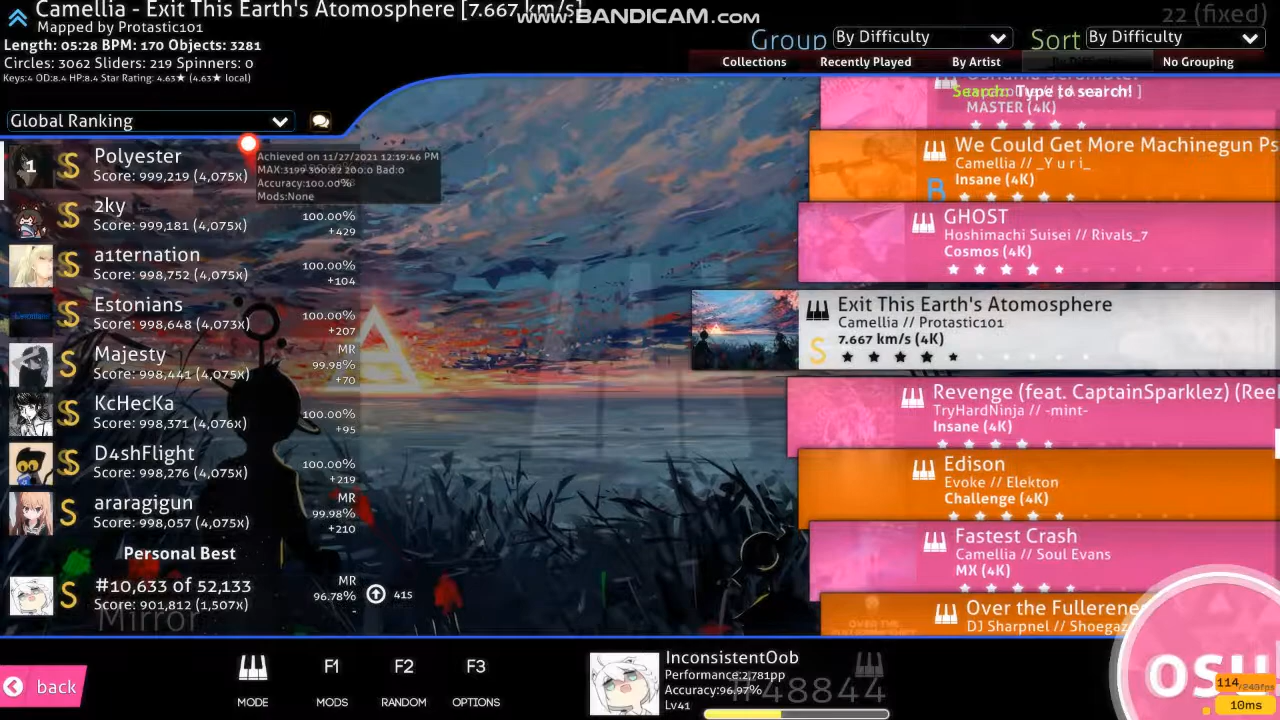 Camellia - Exit This Earth's Atomosphere [7.667 km/s]
www.BANDICAM.com
22 (fixed)
Mapped by Protastic101
Length: 05:28 BPM: 170 Objects: 3281
Circles: 3062 Sliders: 219 Spinners: 0
Keys:4 OD:8.4 HP:8.4 Star Rating: 4.63★ (4.63★ local)
Group By Difficulty
Sort By Difficulty
Collections
Recently Played
By Artist
No Grouping
Search: Type to search!
Global Ranking
1
Polyester
Score: 999,219 (4,075x)
Achieved on 11/27/2021 12:19:46 PM
MAX:3199 300:82 200:0 Bad:0
Accuracy:100.00%
Mods:None
2ky
Score: 999,181 (4,075x)
100.00%
+429
a1ternation
Score: 998,752 (4,075x)
100.00%
+104
Estonians
Score: 998,648 (4,073x)
100.00%
+207
Majesty
Score: 998,441 (4,075x)
MR
99.98%
+70
KcHecKa
Score: 998,371 (4,076x)
100.00%
+95
D4shFlight
Score: 998,276 (4,075x)
100.00%
+219
araragigun
Score: 998,057 (4,075x)
MR
99.98%
+210
Personal Best
#10,633 of 52,133
Score: 901,812 (1,507x)
MR
96.78%
-
415
Mirror
MASTER (4K)
We Could Get More Machinegun Ps
Camellia // _Y u r i_
Insane (4K)
B
GHOST
Hoshimachi Suisei // Rivals_7
Cosmos (4K)
Exit This Earth's Atomosphere
Camellia // Protastic101
7.667 km/s (4K)
S
Revenge (feat. CaptainSparklez) (Ree
TryHardNinja // -mint-
Insane (4K)
Edison
Evoke // Elekton
Challenge (4K)
Fastest Crash
Camellia // Soul Evans
MX (4K)
Over the Fullerene
DJ Sharpnel // Shoegaz
back
MODE
F1
MODS
F2
RANDOM
F3
OPTIONS
InconsistentOob
Performance:2,781pp
Accuracy:96.97%
Lv41
#48844
osu
114 /240fps
10ms